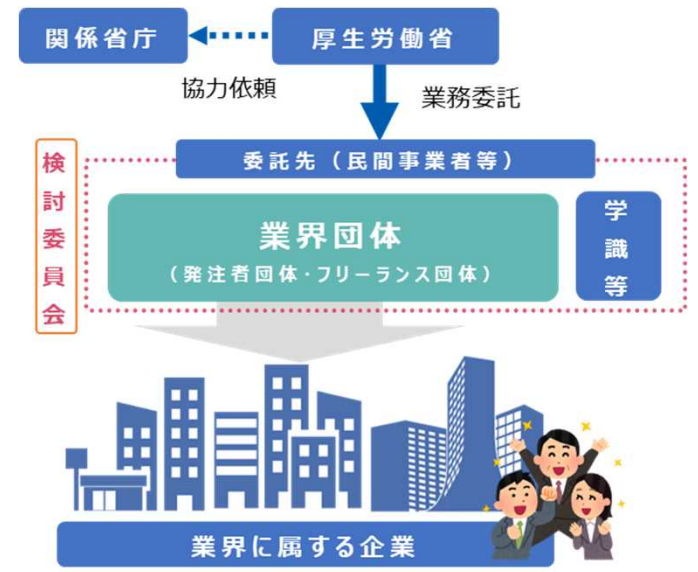 関係省庁
厚生労働省
協力依頼
業務委託
検討委員会
委託先（民間事業者等）
業界団体
（発注者団体・フリーランス団体）
学識等
業界に属する企業